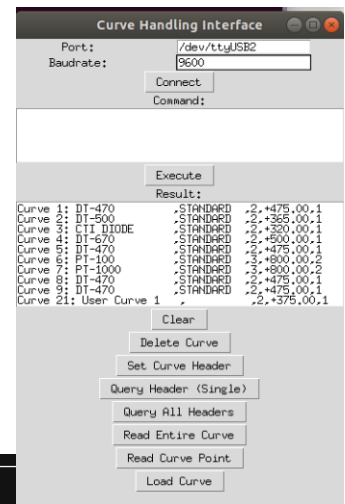 Curve Handling Interface
Port: /dev/ttyUSB2
Baudrate: 9600
Connect
Command:
Execute
Result:
Curve 1: DT-470 ,STANDARD ,2,+475.00,1
Curve 2: DT-500 ,STANDARD ,2,+365.00,1
Curve 3: CTI DIODE ,STANDARD ,2,+320.00,1
Curve 4: DT-670 ,STANDARD ,2,+500.00,1
Curve 5: DT-470 ,STANDARD ,2,+475.00,1
Curve 6: PT-100 ,STANDARD ,3,+800.00,2
Curve 7: PT-1000 ,STANDARD ,3,+800.00,2
Curve 8: DT-470 ,STANDARD ,2,+475.00,1
Curve 9: DT-470 ,STANDARD ,2,+475.00,1
Curve 21: User Curve 1 , ,2,+375.00,1
Clear
Delete Curve
Set Curve Header
Query Header (Single)
Query All Headers
Read Entire Curve
Read Curve Point
Load Curve